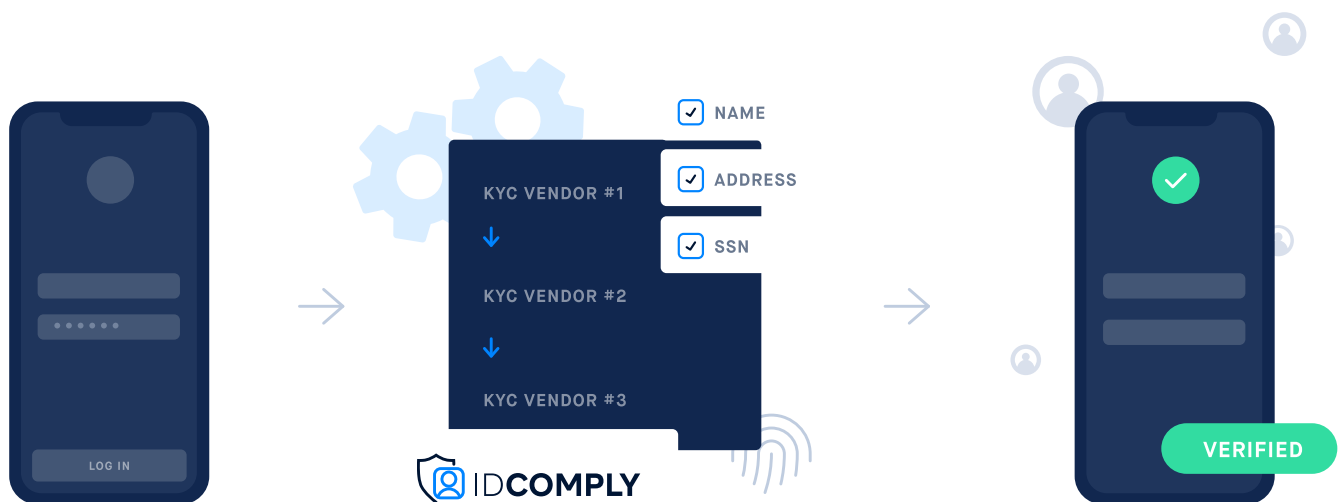 LOG IN
NAME
ADDRESS
SSN
KYC VENDOR #1
KYC VENDOR #2
KYC VENDOR #3
IDCOMPLY
VERIFIED